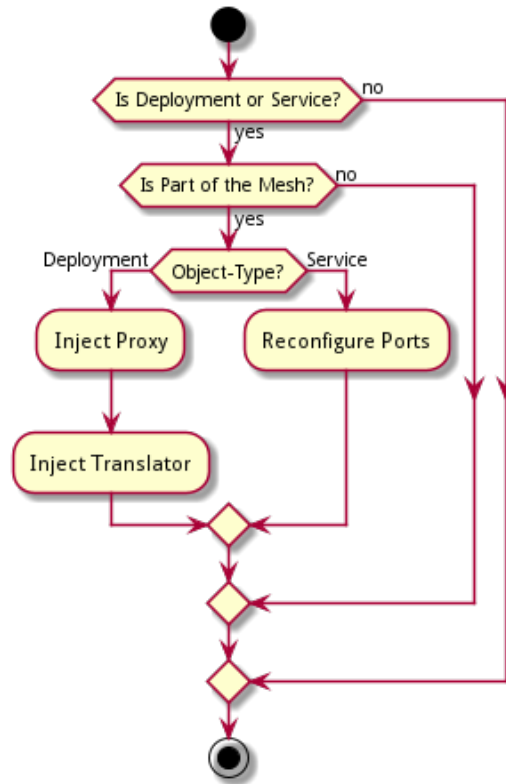 Is Deployment or Service?
no
yes
Is Part of the Mesh?
no
yes
Deployment
Object-Type?
Service
Inject Proxy
Reconfigure Ports
Inject Translator